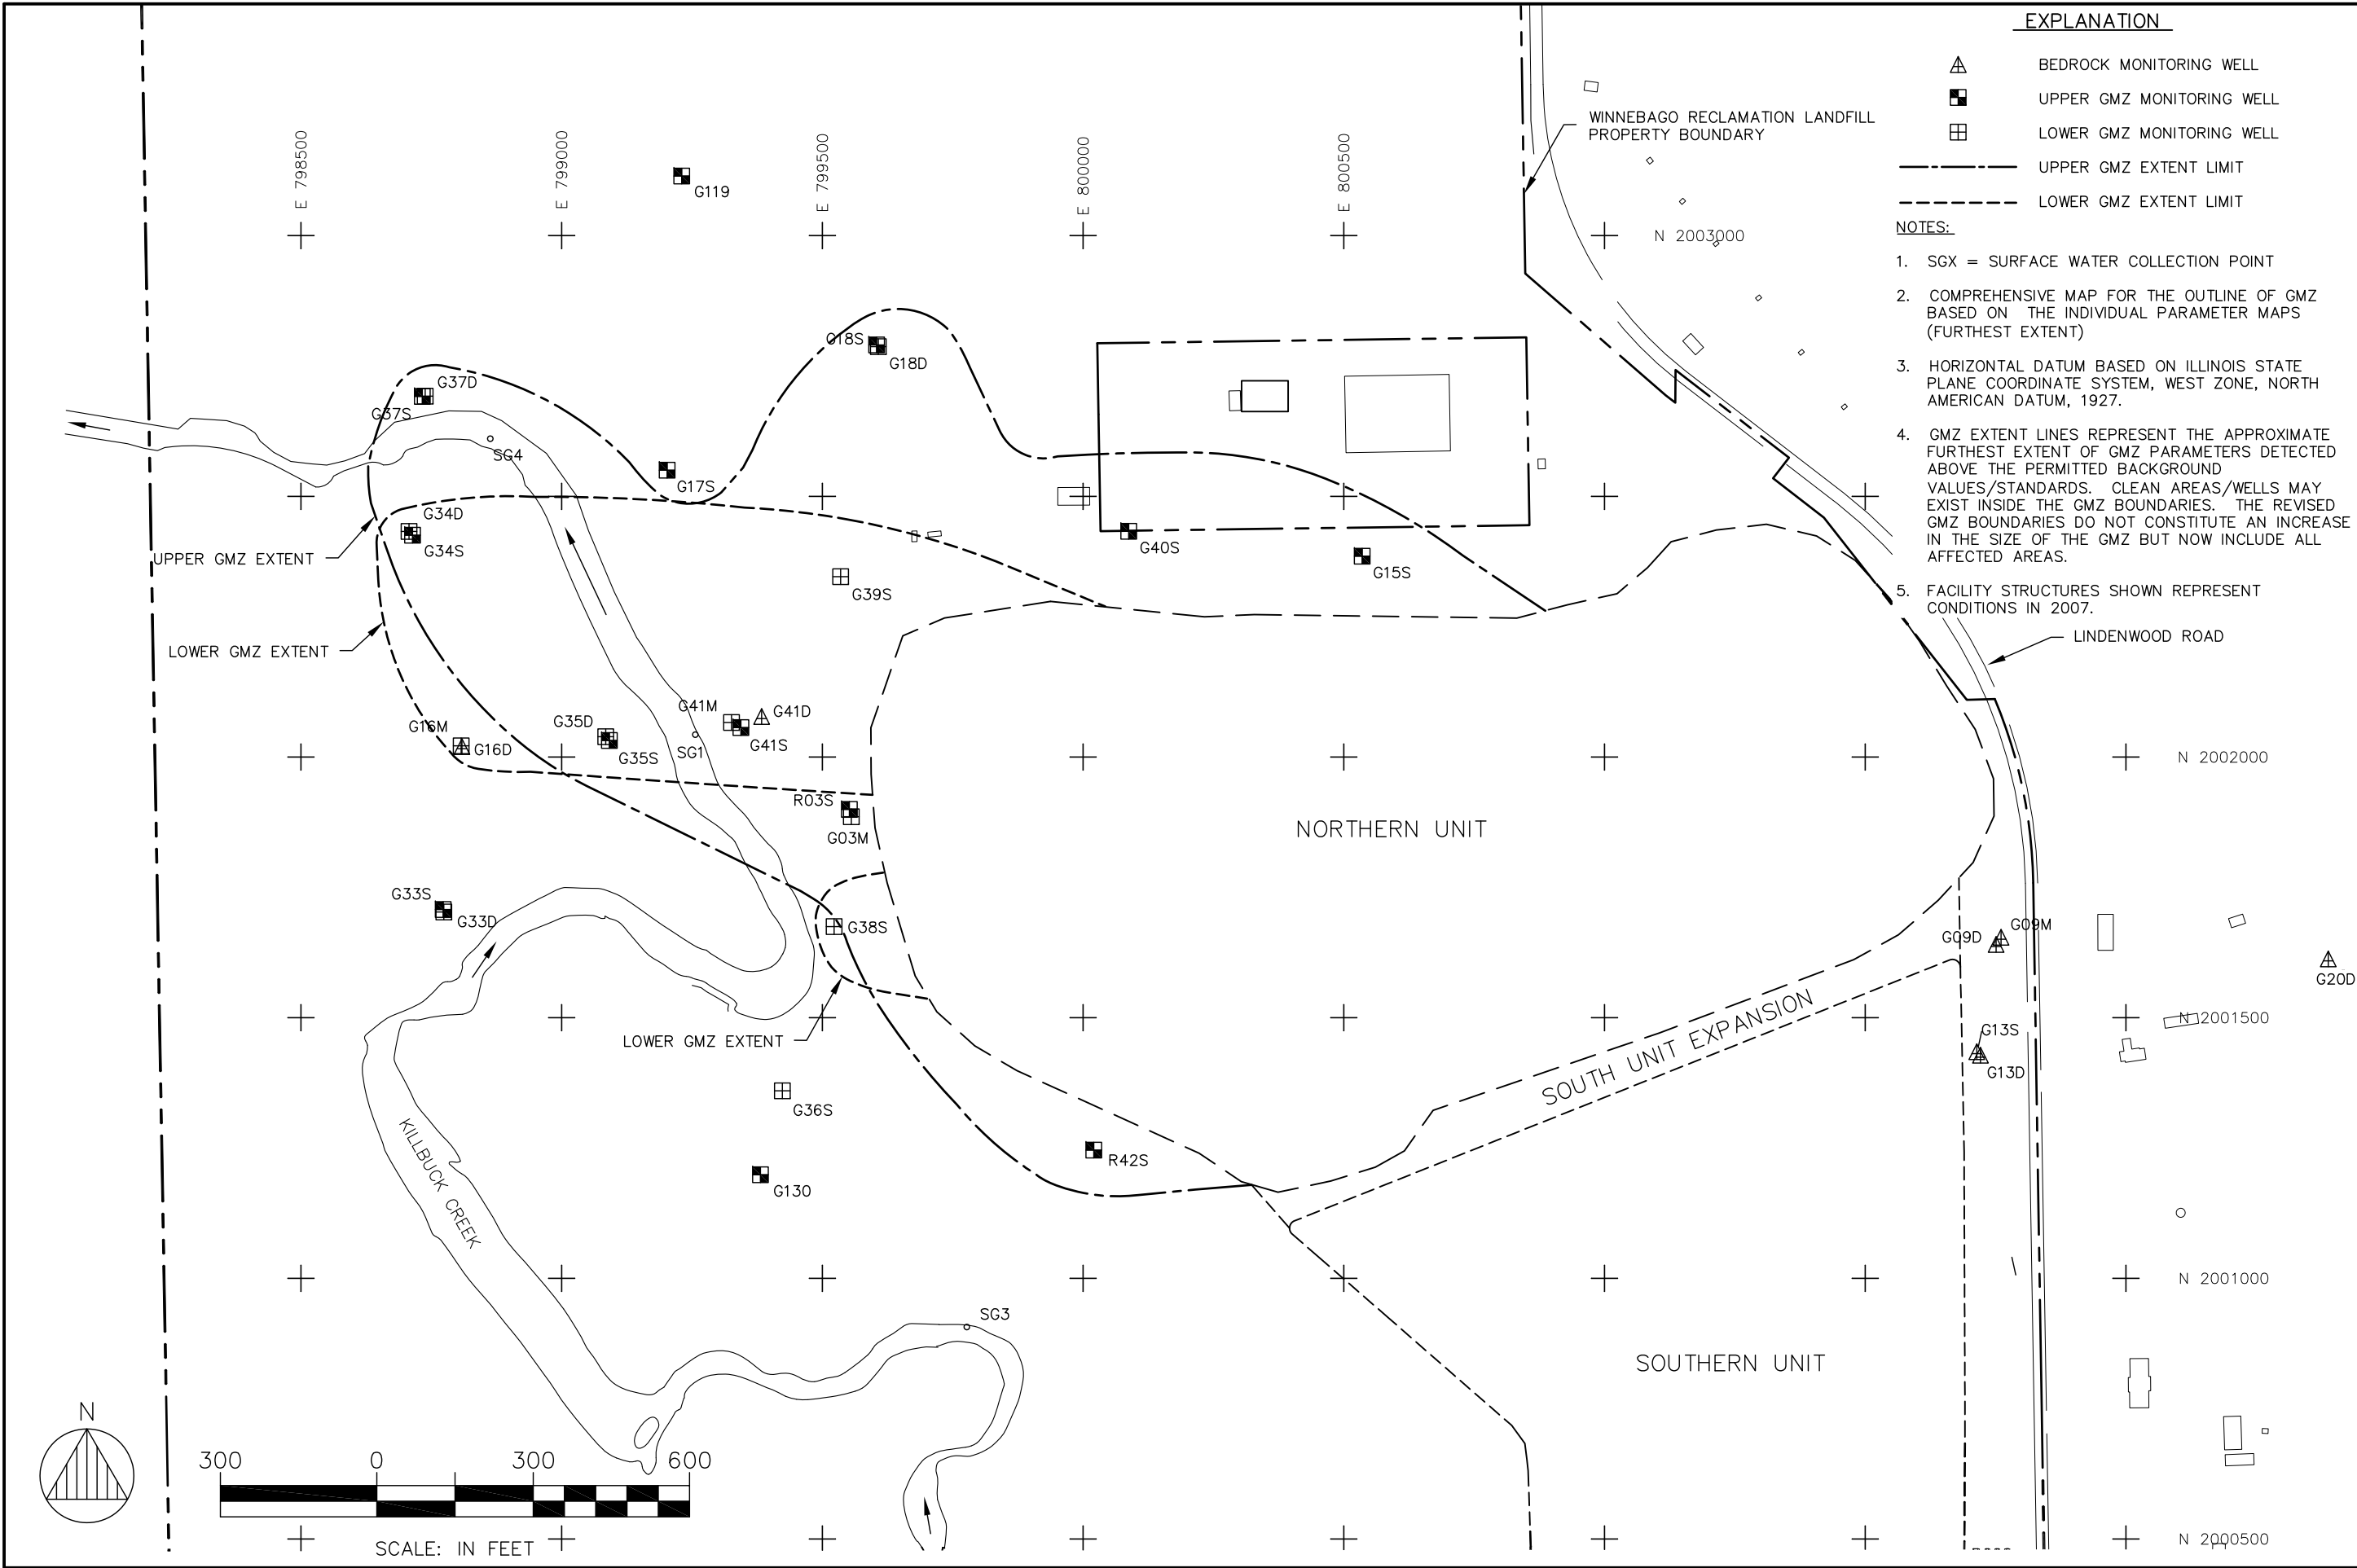 EXPLANATION
BEDROCK MONITORING WELL
UPPER GMZ MONITORING WELL
LOWER GMZ MONITORING WELL
UPPER GMZ EXTENT LIMIT
LOWER GMZ EXTENT LIMIT
NOTES:
1. SGX = SURFACE WATER COLLECTION POINT
2. COMPREHENSIVE MAP FOR THE OUTLINE OF GMZ
BASED ON THE INDIVIDUAL PARAMETER MAPS
(FURTHEST EXTENT)
3. HORIZONTAL DATUM BASED ON ILLINOIS STATE
PLANE COORDINATE SYSTEM, WEST ZONE, NORTH
AMERICAN DATUM, 1927.
4. GMZ EXTENT LINES REPRESENT THE APPROXIMATE
FURTHEST EXTENT OF GMZ PARAMETERS DETECTED
ABOVE THE PERMITTED BACKGROUND
VALUES/STANDARDS. CLEAN AREAS/WELLS MAY
EXIST INSIDE THE GMZ BOUNDARIES. THE REVISED
GMZ BOUNDARIES DO NOT CONSTITUTE AN INCREASE
IN THE SIZE OF THE GMZ BUT NOW INCLUDE ALL
AFFECTED AREAS.
5. FACILITY STRUCTURES SHOWN REPRESENT
CONDITIONS IN 2007.
WINNEBAGO RECLAMATION LANDFILL
PROPERTY BOUNDARY
E 798500
E 799000
E 799500
E 800000
E 800500
G119
N 2003000
G18S
G18D
G37D
G37S
SG4
G17S
G34D
G34S
UPPER GMZ EXTENT
G40S
G15S
G39S
LOWER GMZ EXTENT
LINDENWOOD ROAD
G41M
G41D
G41S
G35D
G35S
SG1
G16M
G16D
N 2002000
R03S
G03M
NORTHERN UNIT
G33S
G33D
G38S
G09M
G09D
G20D
LOWER GMZ EXTENT
SOUTH UNIT EXPANSION
N 2001500
G13S
G13D
G36S
KILLBUCK CREEK
R42S
G130
N 2001000
SG3
SOUTHERN UNIT
N
300 0 300 600
SCALE: IN FEET
N 2000500